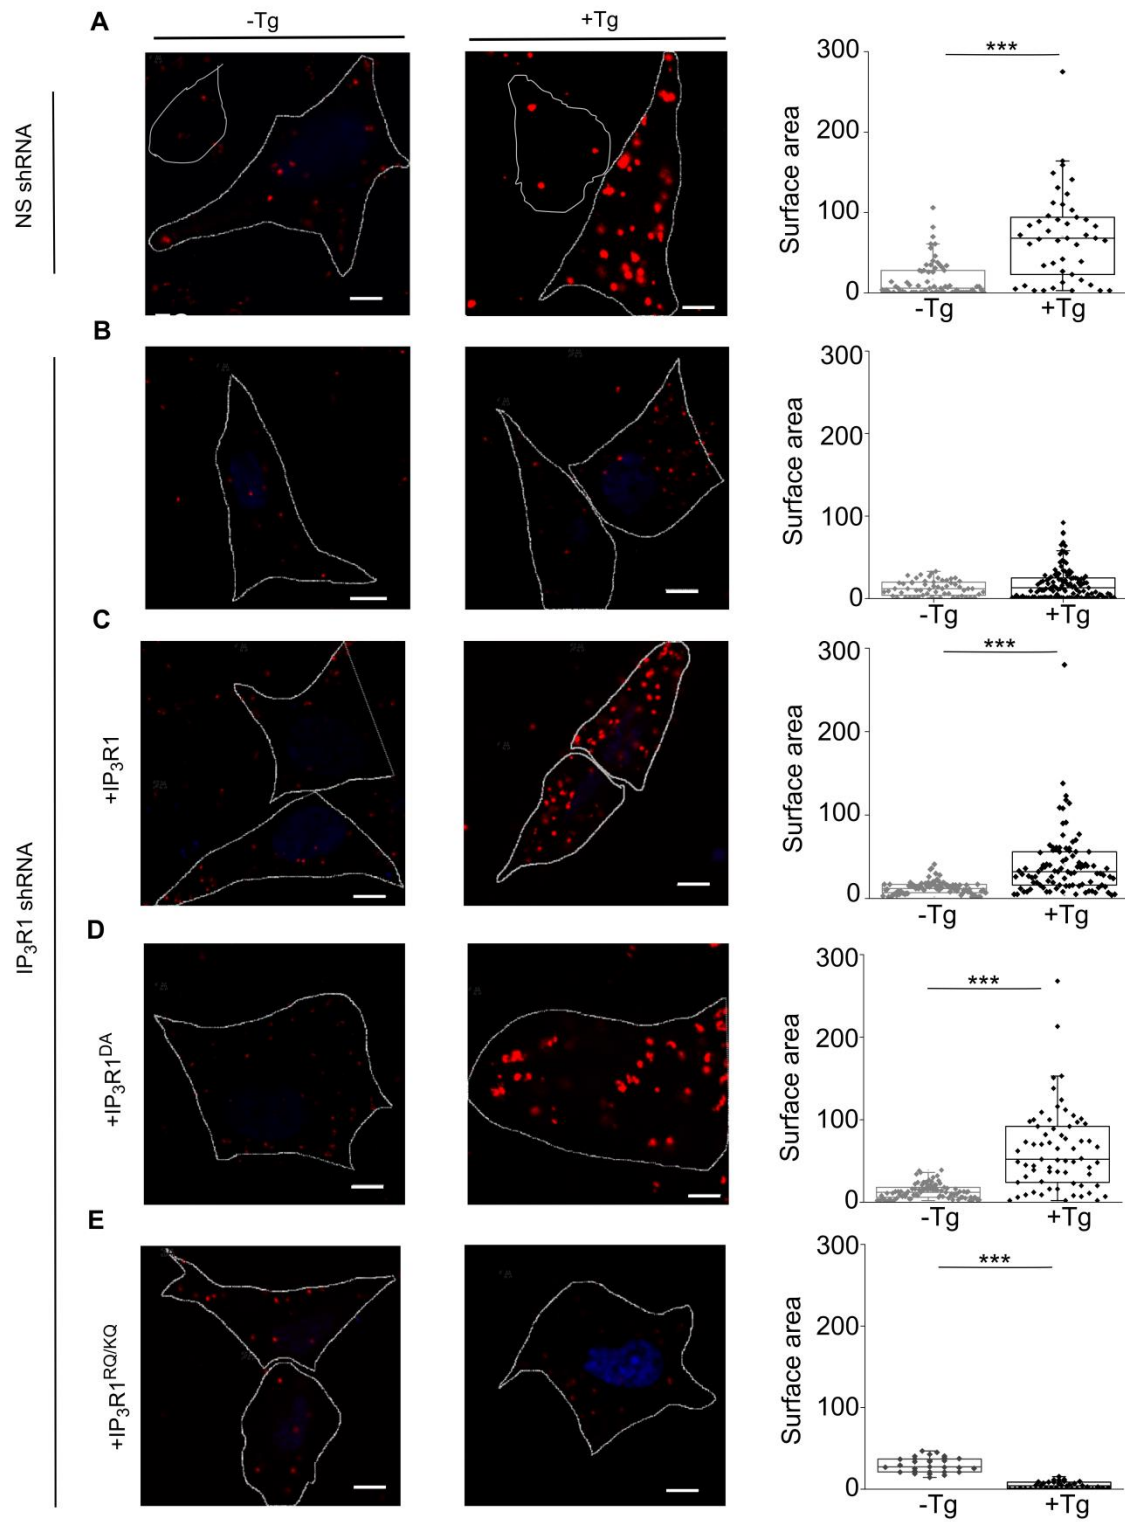 A
-Tg
+Tg
NS shRNA
Surface area
300
200
100
0
***
-Tg
+Tg
B
Surface area
300
200
100
0
-Tg
+Tg
IP3R1 shRNA
C
+IP3R1
Surface area
300
200
100
0
***
-Tg
+Tg
D
+IP3R1DA
Surface area
300
200
100
0
***
-Tg
+Tg
E
+IP3R1RQ/KQ
Surface area
300
200
100
0
***
-Tg
+Tg